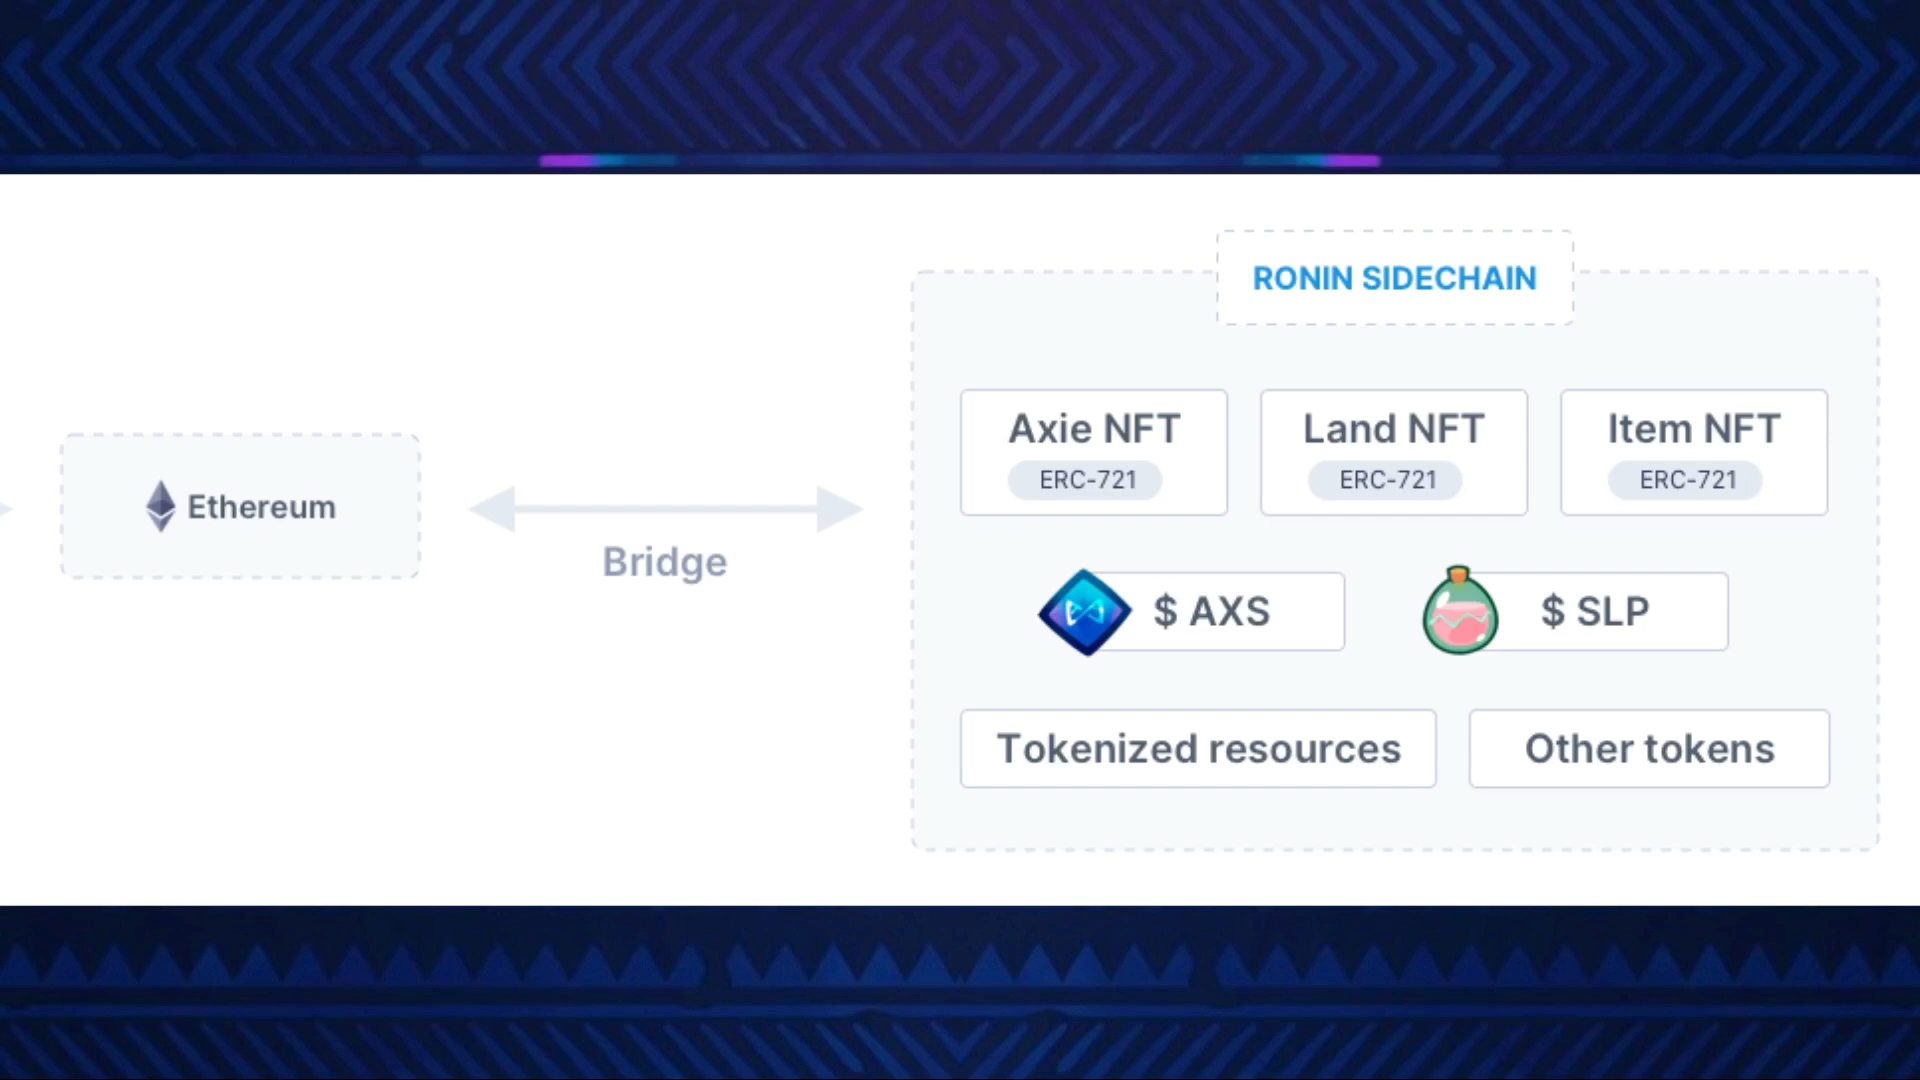 RONIN SIDECHAIN
Axie NFT
ERC-721
Land NFT
ERC-721
Item NFT
ERC-721
Ethereum
Bridge
$ AXS
$ SLP
Tokenized resources
Other tokens